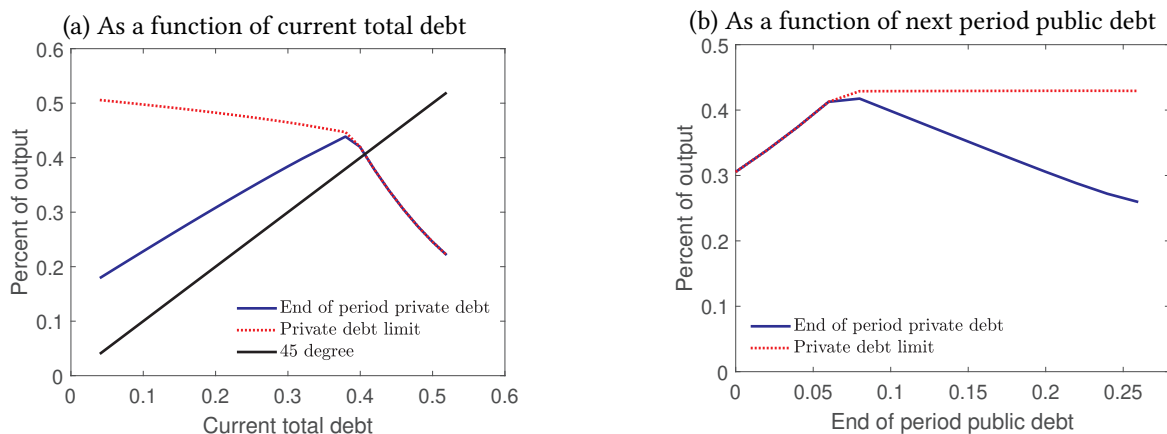 (a) As a function of current total debt
0.6
0.5
0.4
0.3
0.2
0.1
0
Percent of output
End of period private debt
Private debt limit
45 degree
0 0.1 0.2 0.3 0.4 0.5 0.6
Current total debt
(b) As a function of next period public debt
0.5
0.4
0.3
0.2
0.1
0
Percent of output
End of period private debt
Private debt limit
0 0.05 0.1 0.15 0.2 0.25
End of period public debt